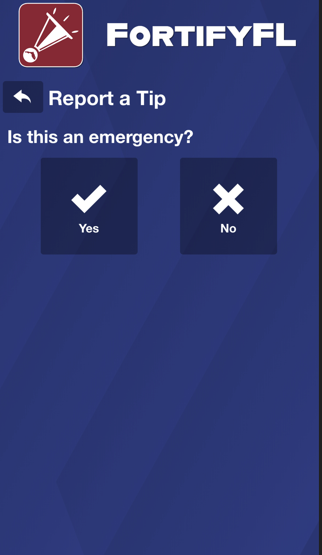 FORTIFYFL
Report a Tip
Is this an emergency?
Yes
No